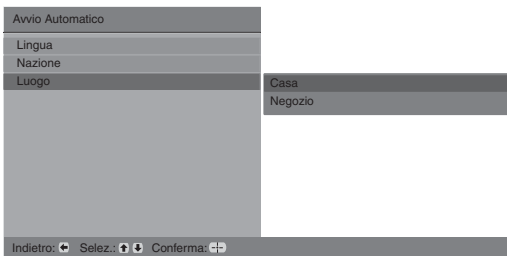 Avvio Automatico
Lingua
Nazione
Luogo
Casa
Negozio
Indietro: Selez.: Conferma: